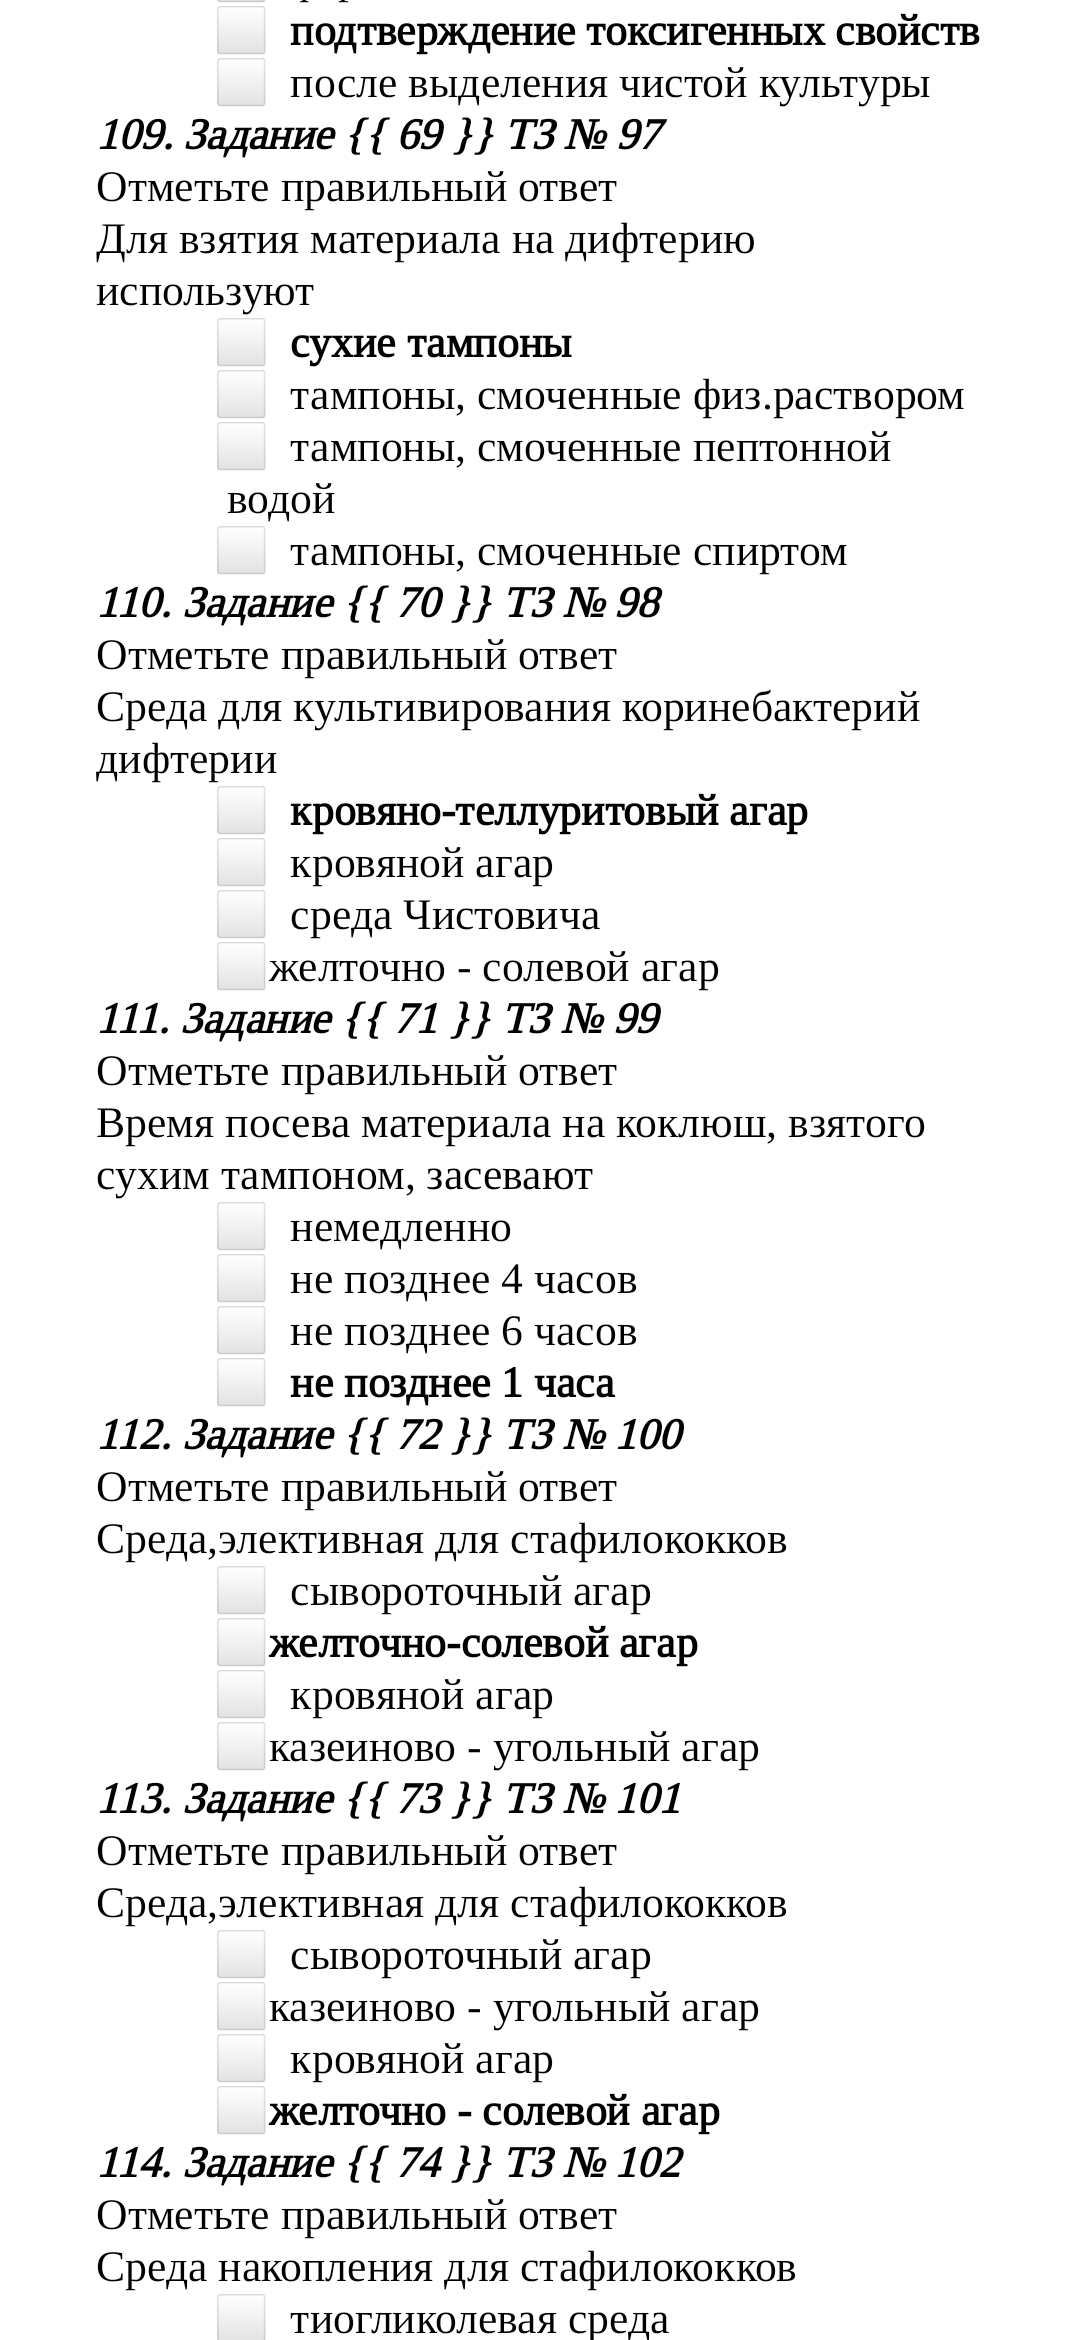 подтверждение токсигенных свойств
после выделения чистой культуры
109. Задание {{ 69 }} ТЗ № 97
Отметьте правильный ответ
Для взятия материала на дифтерию
используют
сухие тампоны
тампоны, смоченные физ.раствором
тампоны, смоченные пептонной
водой
тампоны, смоченные спиртом
110. Задание {{ 70 }} ТЗ № 98
Отметьте правильный ответ
Среда для культивирования коринебактерий
дифтерии
кровяно-теллуритовый агар
кровяной агар
среда Чистовича
желточно - солевой агар
111. Задание {{ 71 }} ТЗ № 99
Отметьте правильный ответ
Время посева материала на коклюш, взятого
сухим тампоном, засевают
немедленно
не позднее 4 часов
не позднее 6 часов
не позднее 1 часа
112. Задание {{ 72 }} ТЗ № 100
Отметьте правильный ответ
Среда,элективная для стафилококков
сывороточный агар
желточно-солевой агар
кровяной агар
казеиново - угольный агар
113. Задание {{ 73 }} ТЗ № 101
Отметьте правильный ответ
Среда,элективная для стафилококков
сывороточный агар
казеиново - угольный агар
кровяной агар
желточно - солевой агар
114. Задание {{ 74 }} ТЗ № 102
Отметьте правильный ответ
Среда накопления для стафилококков
тиогликолевая среда